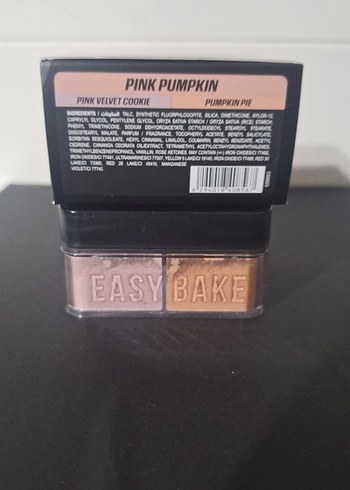 PINK PUMPKIN
PINK VELVET COOKIE PUMPKIN PIE
INGREDIENTS / المكونات: TALC, SYNTHETIC FLUORPHLOGOPITE, SILICA, DIMETHICONE, NYLON-12,
CAPRYLYL GLYCOL, PENTYLENE GLYCOL, ORYZA SATIVA STARCH / ORYZA SATIVA (RICE) STARCH,
PHENYL TRIMETHICONE, SODIUM DEHYDROACETATE, OCTYLDODECYL STEAROYL STEARATE,
DIISOSTEARYL MALATE, PARFUM / FRAGRANCE, TOCOPHERYL ACETATE, BENZYL SALICYLATE,
SORBITAN SESQUIOLEATE, HEXYL CINNAMAL, LINALOOL, COUMARIN, BENZYL BENZOATE, ACETYL
CEDRENE, CANANGA ODORATA OIL/EXTRACT, TETRAMETHYL ACETYLOCTAHYDRONAPHTHALENES,
TRIMETHYLBENZENEPROPANOL, VANILLIN, ROSE KETONES. MAY CONTAIN (+/-): IRON OXIDES/CI 77492,
IRON OXIDES/CI 77491, ULTRAMARINES/CI 77007, YELLOW 5 LAKE/CI 19140, IRON OXIDES/CI 77499, RED 30
LAKE/CI 73360, RED 28 LAKE/CI 45410, MANGANESE
VIOLET/CI 77742.
6 294018 408567
EASY BAKE